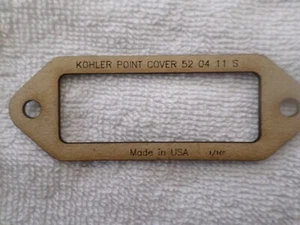 KOHLER POINT COVER 52 04 11 S
Made in USA